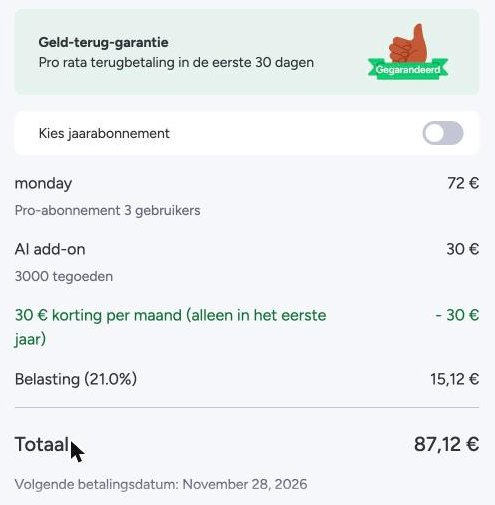 Geld-terug-garantie
Pro rata terugbetaling in de eerste 30 dagen
Gegarandeerd
Kies jaarabonnement
monday 72 €
Pro-abonnement 3 gebruikers
AI add-on 30 €
3000 tegoeden
30 € korting per maand (alleen in het eerste - 30 €
jaar)
Belasting (21.0%) 15,12 €
Totaal 87,12 €
Volgende betalingsdatum: November 28, 2026